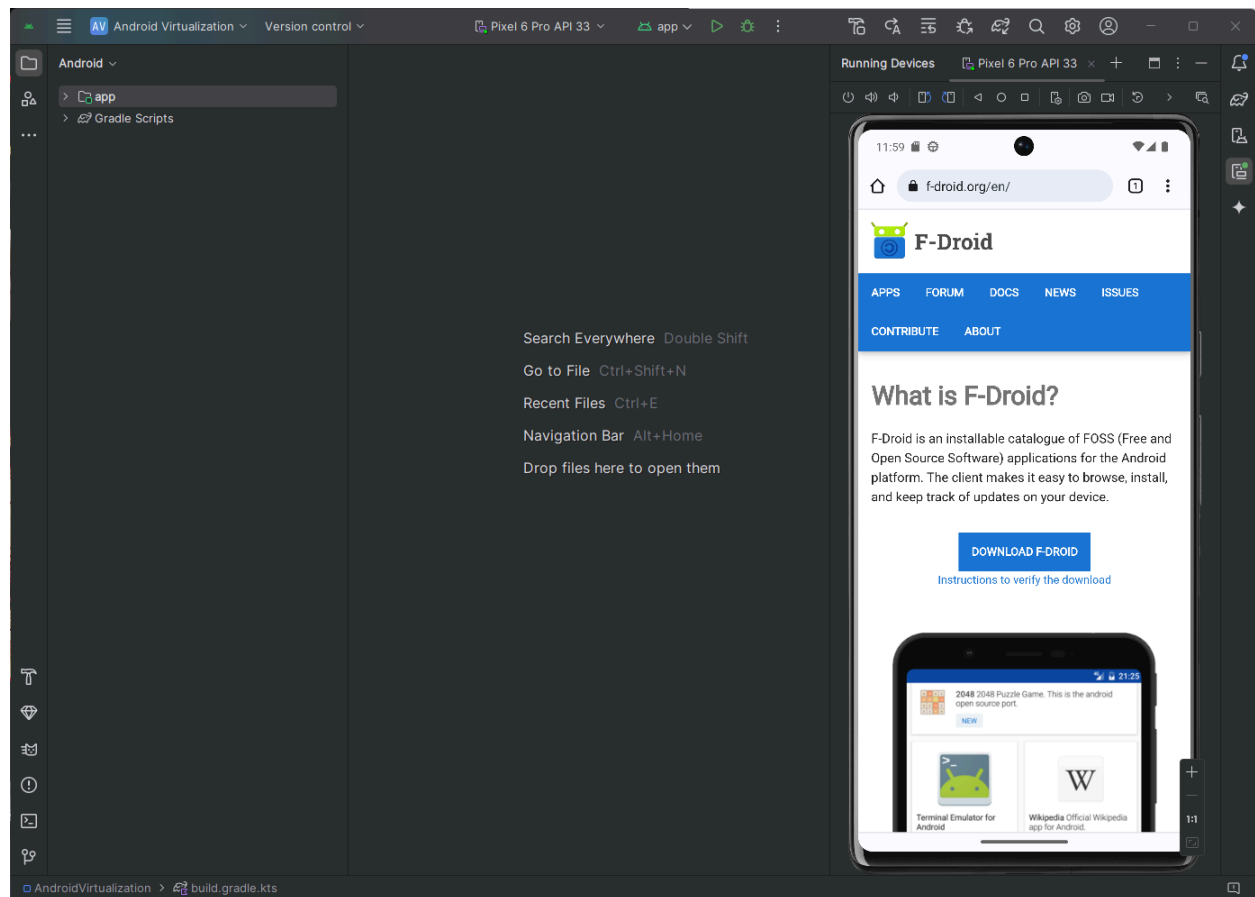 AV Android Virtualization Version control Pixel 6 Pro API 33 app
Android
app
Gradle Scripts
Search Everywhere Double Shift
Go to File Ctrl+Shift+N
Recent Files Ctrl+E
Navigation Bar Alt+Home
Drop files here to open them
Running Devices Pixel 6 Pro API 33
11:59
f-droid.org/en/ 1
F-Droid
APPS FORUM DOCS NEWS ISSUES
CONTRIBUTE ABOUT
What is F-Droid?
F-Droid is an installable catalogue of FOSS (Free and
Open Source Software) applications for the Android
platform. The client makes it easy to browse, install,
and keep track of updates on your device.
DOWNLOAD F-DROID
Instructions to verify the download
21:25
2048 2048 Puzzle Game. This is the android
open source port.
NEW
>_
W
Terminal Emulator for
Android
Wikipedia Official Wikipedia
app for Android.
1:1
AndroidVirtualization > build.gradle.kts